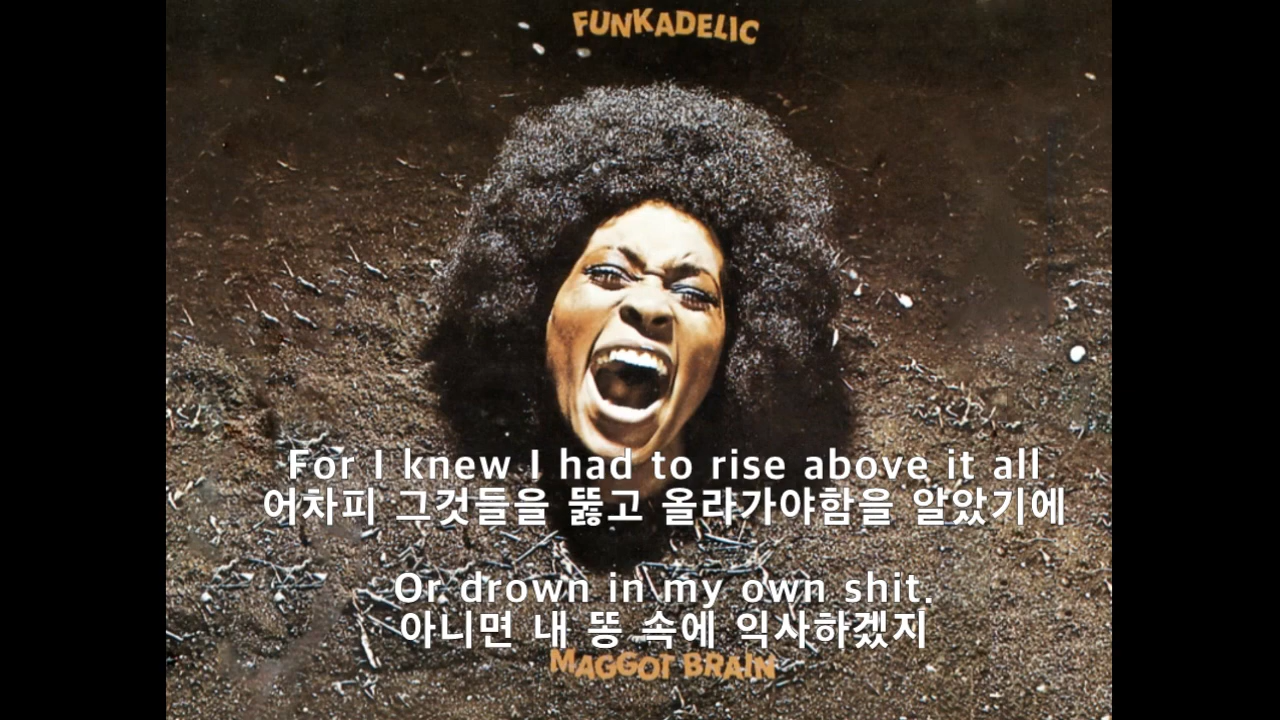 FUNKADELIC
For I knew I had to rise above it all
어차피 그것들을 뚫고 올라가야함을 알았기에
Or drown in my own shit.
아니면 내 똥 속에 익사하겠지
MAGGOT BRAIN